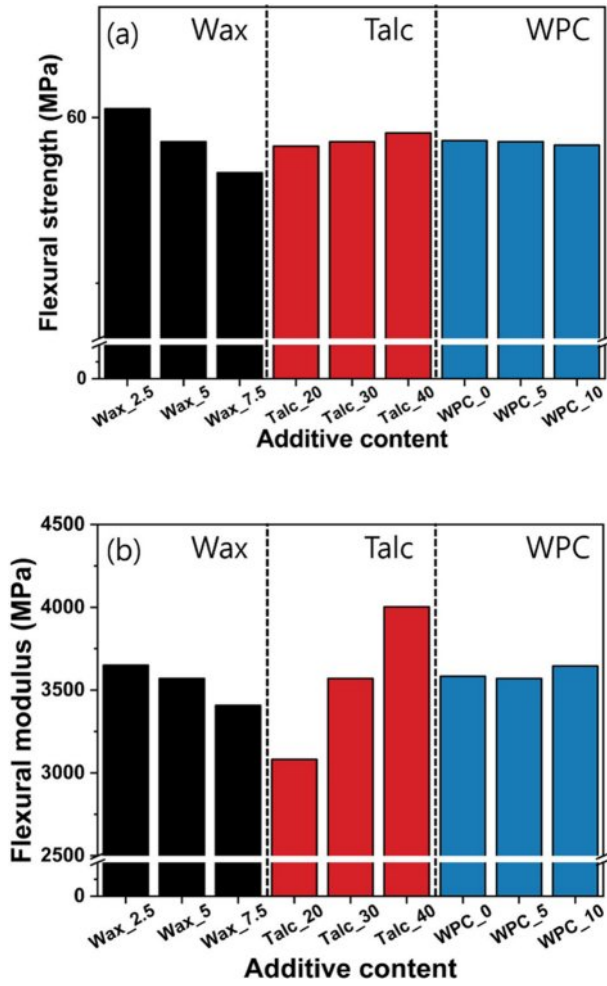 (a) Wax Talc WPC
Flexural strength (MPa)
60
0
Wax_2.5 Wax_5 Wax_7.5 Talc_20 Talc_30 Talc_40 WPC_0 WPC_5 WPC_10
Additive content
(b) Wax Talc WPC
Flexural modulus (MPa)
4500
4000
3500
3000
2500
0
Wax_2.5 Wax_5 Wax_7.5 Talc_20 Talc_30 Talc_40 WPC_0 WPC_5 WPC_10
Additive content